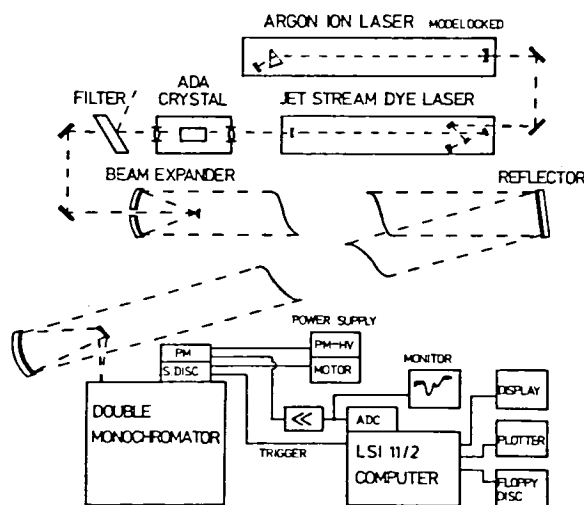 ARGON ION LASER MODELOCKED
ADA
CRYSTAL
FILTER
JET STREAM DYE LASER
BEAM EXPANDER
REFLECTOR
POWER SUPPLY
PM
PM-HV
S.DISC
MOTOR
MONITOR
DISPLAY
DOUBLE
MONOCHROMATOR
<<
ADC
TRIGGER
LSI 11/2
COMPUTER
PLOTTER
FLOPPY
DISC